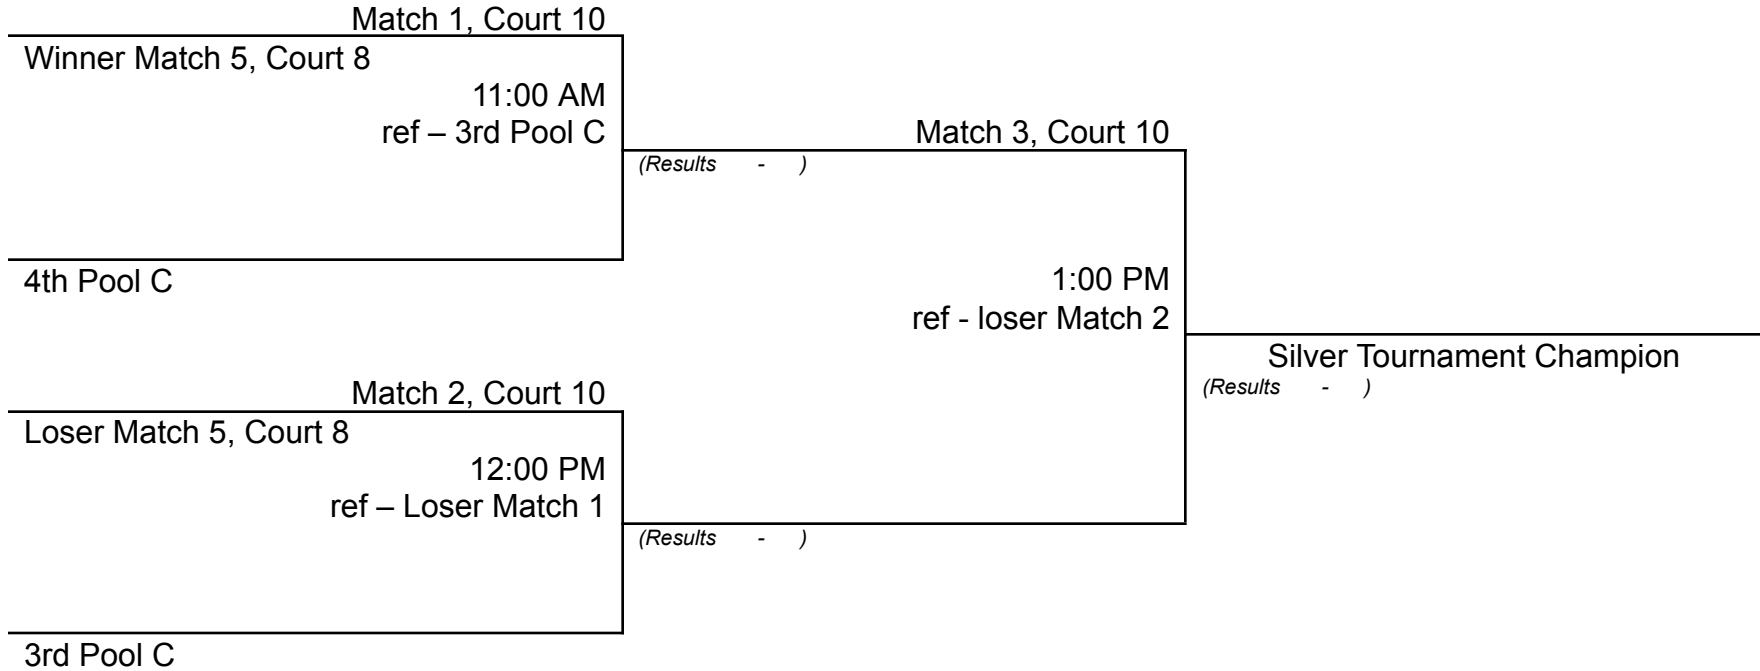 Match 1, Court 10
Winner Match 5, Court 8
11:00 AM
ref – 3rd Pool C
Match 3, Court 10
(Results - )
4th Pool C
1:00 PM
ref - loser Match 2
Silver Tournament Champion
(Results - )
Match 2, Court 10
Loser Match 5, Court 8
12:00 PM
ref – Loser Match 1
(Results - )
3rd Pool C